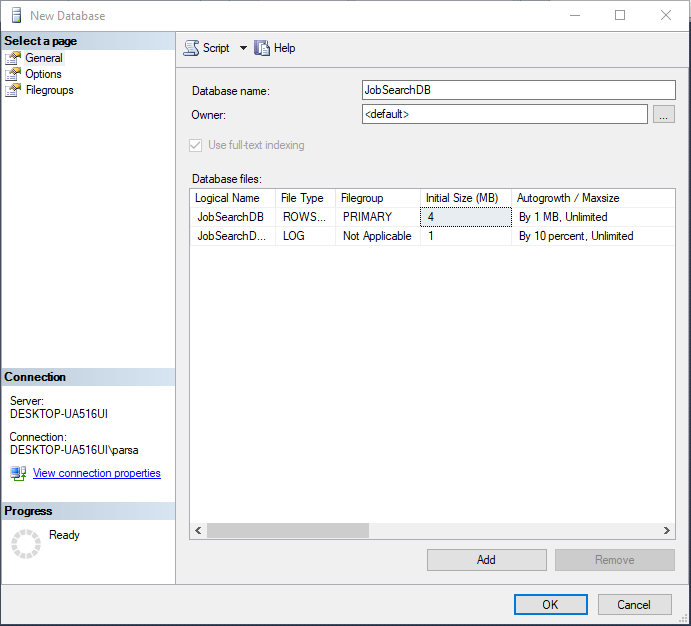 New Database
Select a page
General
Options
Filegroups
Script Help
Database name: JobSearchDB
Owner: <default> ...
Use full-text indexing
Database files:
Logical Name File Type Filegroup Initial Size (MB) Autogrowth / Maxsize
JobSearchDB ROWS... PRIMARY 4 By 1 MB, Unlimited
JobSearchD... LOG Not Applicable 1 By 10 percent, Unlimited
Connection
Server:
DESKTOP-UA516UI
Connection:
DESKTOP-UA516UI\parsa
View connection properties
Progress
Ready
Add Remove
OK Cancel